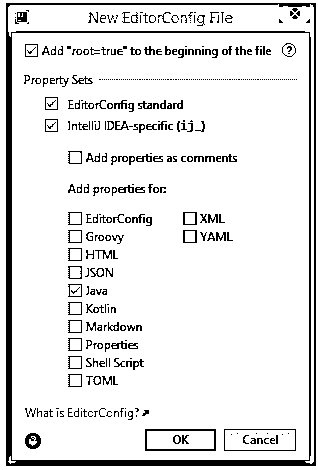 New EditorConfig File
Add "root=true" to the beginning of the file ?
Property Sets
EditorConfig standard
IntelliJ IDEA-specific (ij_)
Add properties as comments
Add properties for:
EditorConfig XML
Groovy YAML
HTML
JSON
Java
Kotlin
Markdown
Properties
Shell Script
TOML
What is EditorConfig? ↗
OK Cancel